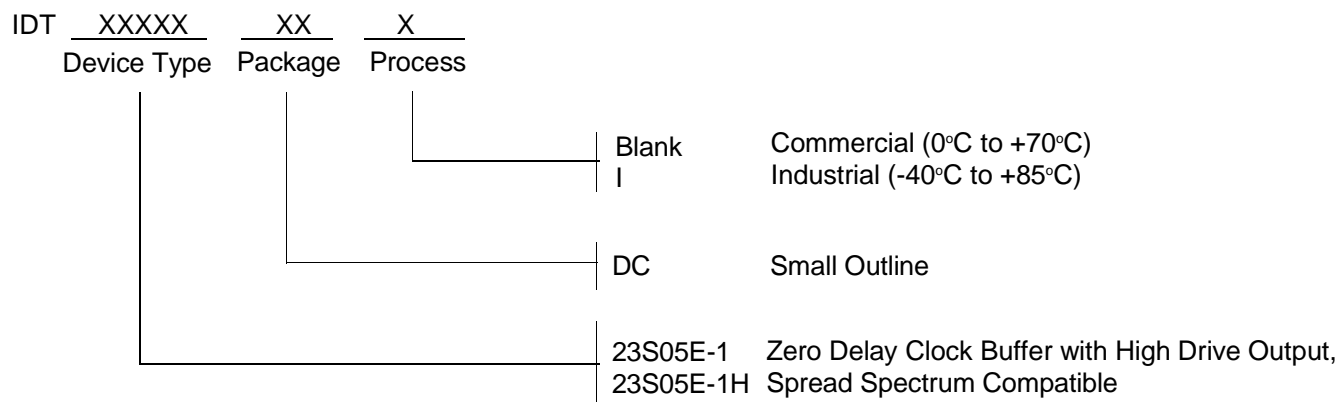 IDT XXXXX XX X
Device Type Package Process
Blank Commercial (0°C to +70°C)
I Industrial (-40°C to +85°C)
DC Small Outline
23S05E-1 Zero Delay Clock Buffer with High Drive Output,
23S05E-1H Spread Spectrum Compatible